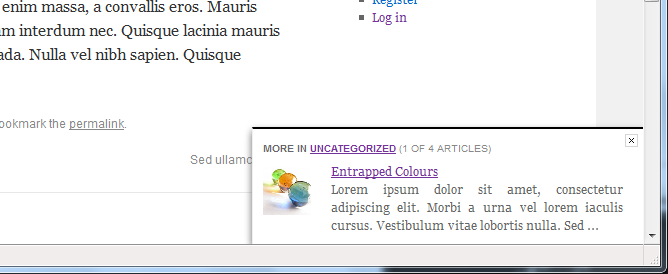 enim massa, a convallis eros. Mauris
am interdum nec. Quisque lacinia mauris
ada. Nulla vel nibh sapien. Quisque
Register
Log in
ookmark the permalink.
Sed ullamc
MORE IN UNCATEGORIZED (1 OF 4 ARTICLES)
x
Entrapped Colours
Lorem ipsum dolor sit amet, consectetur
adipiscing elit. Morbi a urna vel lorem iaculis
cursus. Vestibulum vitae lobortis nulla. Sed ...